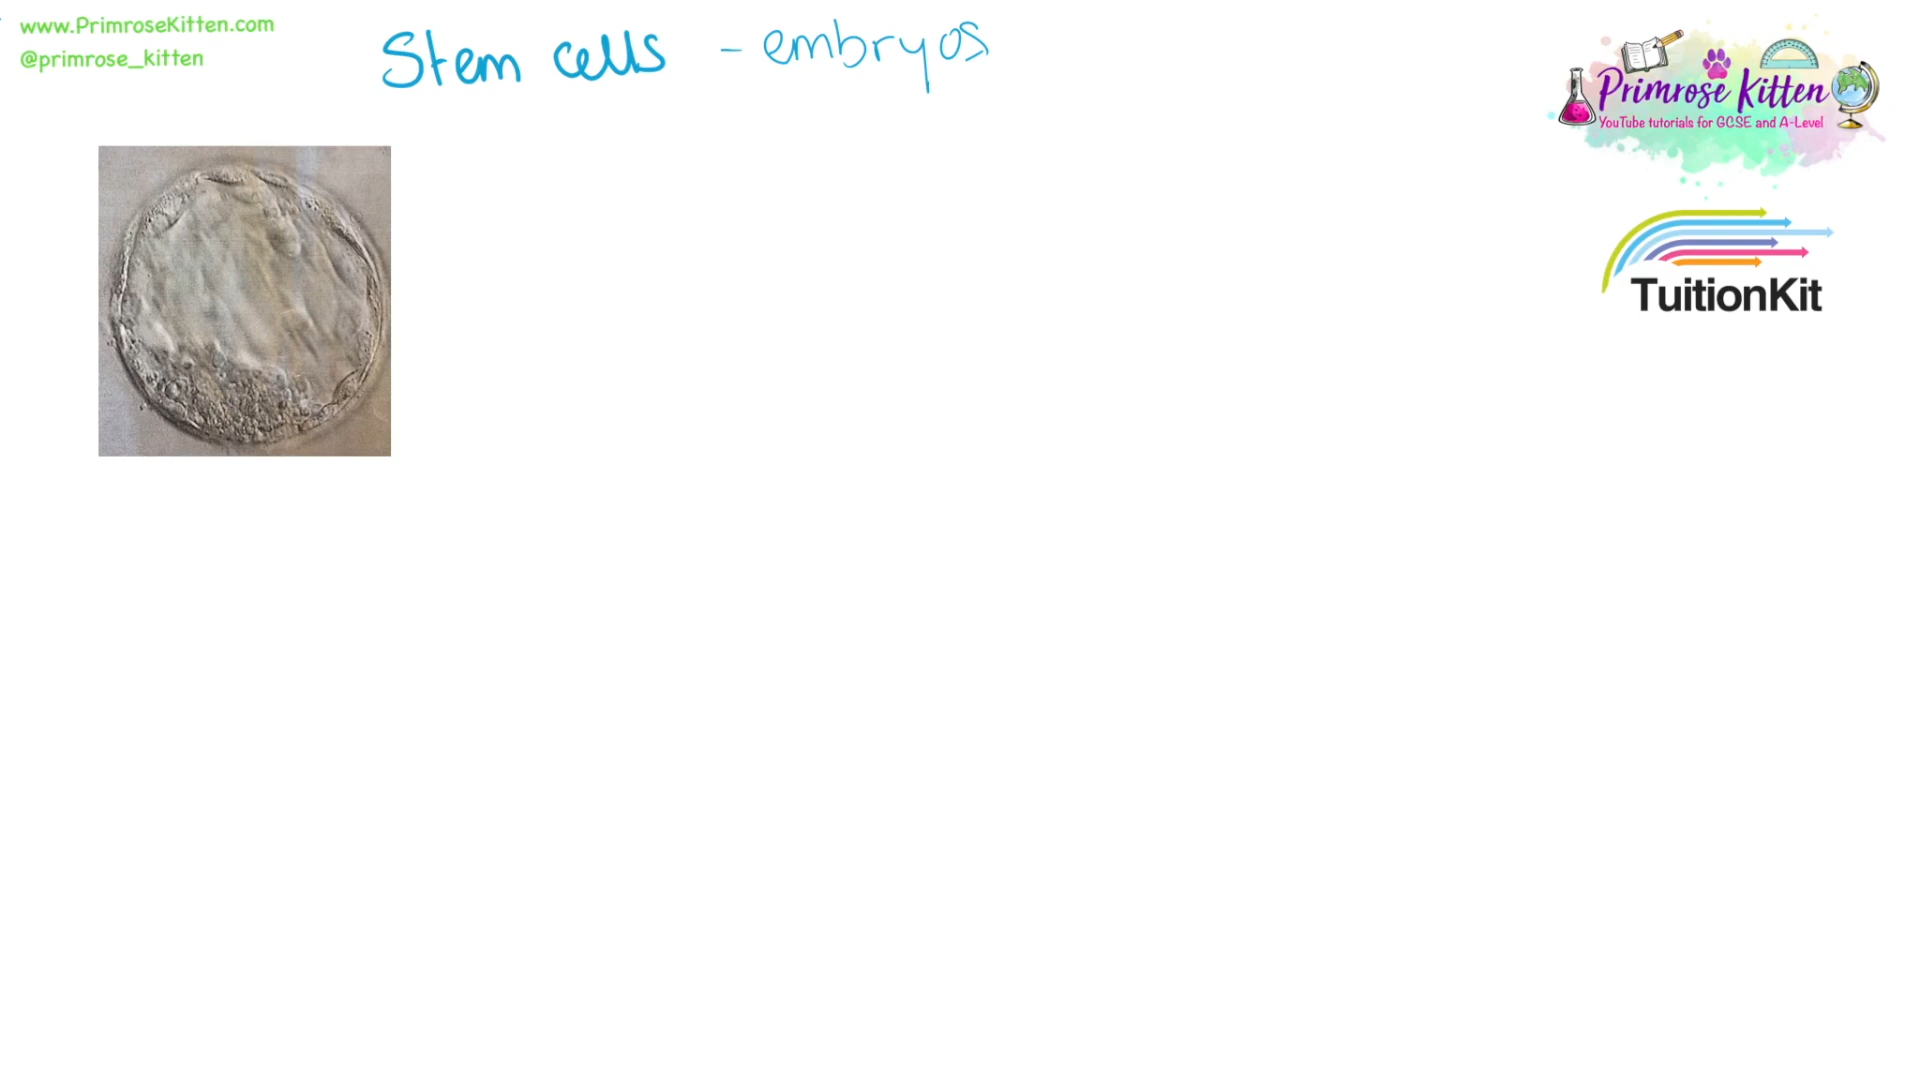 www.PrimroseKitten.com
@primrose_kitten
Stem cells - embryos
Primrose Kitten
YouTube tutorials for GCSE and A-Level
TuitionKit